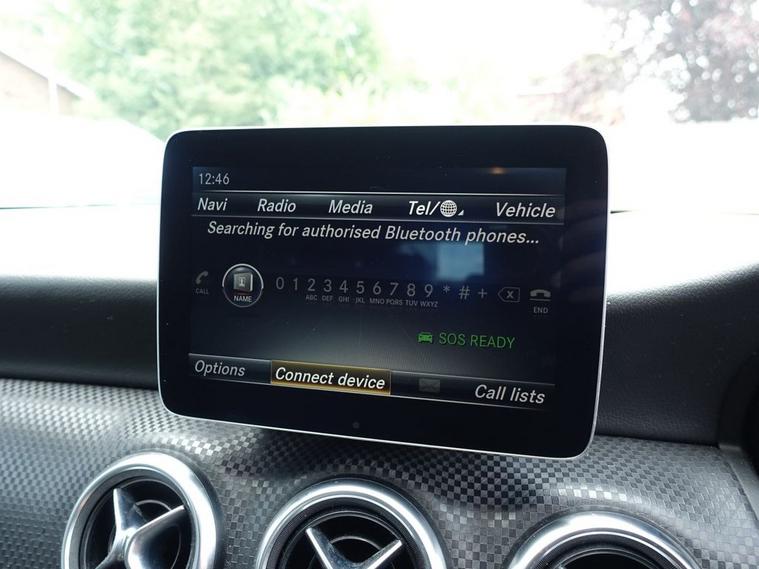 12:46
Navi Radio Media Tel/ Vehicle
Searching for authorised Bluetooth phones...
CALL NAME 0 1 2 3 4 5 6 7 8 9 * # + END
ABC DEF GHI JKL MNO PQRS TUV WXYZ
SOS READY
Options Connect device Call lists